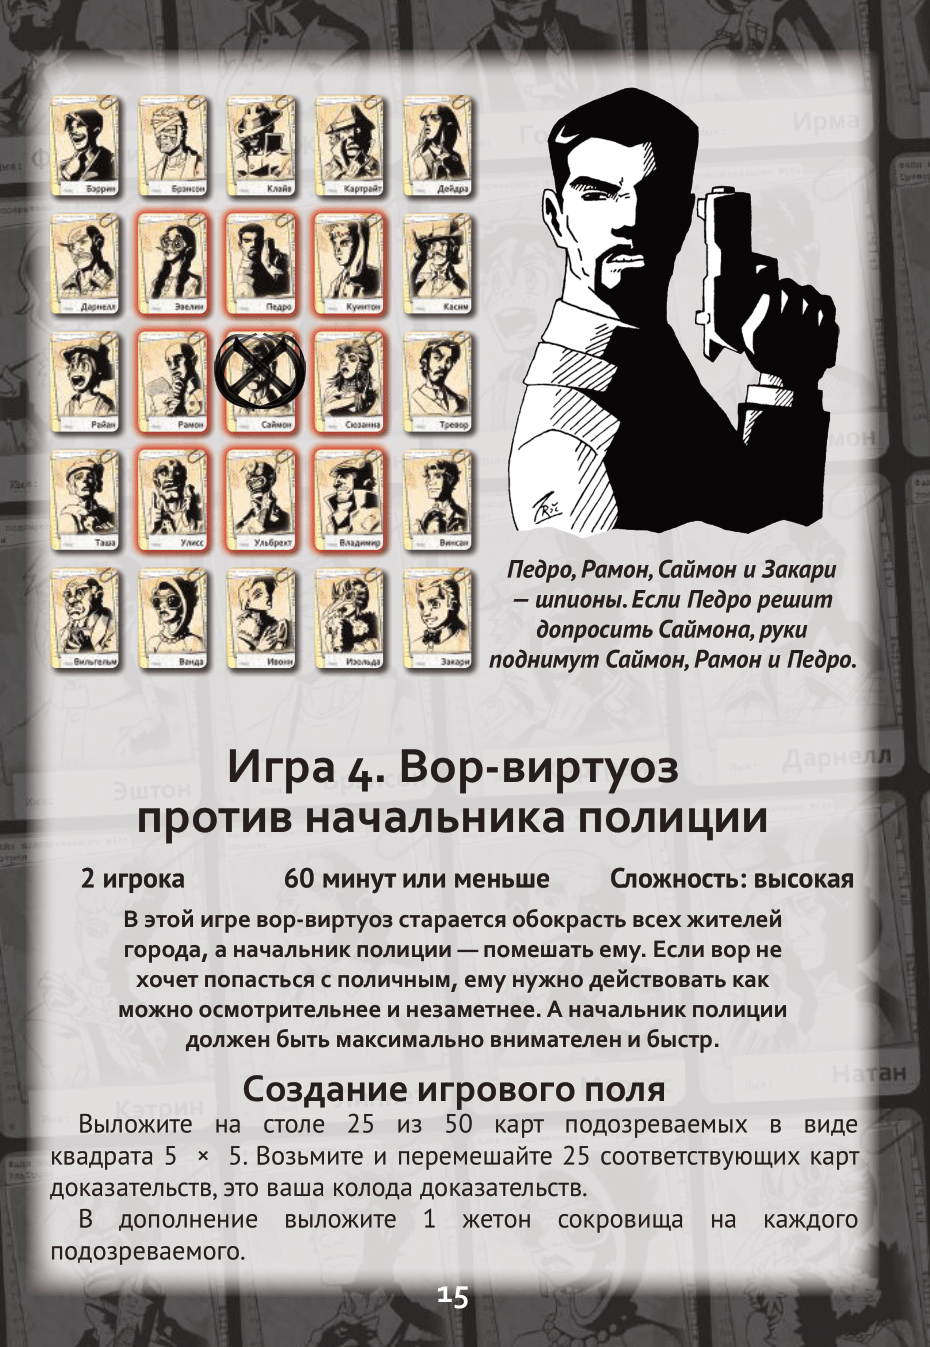 Бэррин Брэнсон Клайв Картрайт Дейдра
Дарнелл Эвелин Педро Куинтон Касим
Райан Рамон Саймон Сюзанна Тревор
Таша Улисс Ульбрехт Владимир Винсан
Вильгельм Ванда Ивонн Изольда Закари
Педро, Рамон, Саймон и Закари
— шпионы. Если Педро решит
допросить Саймона, руки
поднимут Саймон, Рамон и Педро.
Игра 4. Вор-виртуоз
против начальника полиции
2 игрока 60 минут или меньше Сложность: высокая
В этой игре вор-виртуоз старается обокрасть всех жителей
города, а начальник полиции — помешать ему. Если вор не
хочет попасться с поличным, ему нужно действовать как
можно осмотрительнее и незаметнее. А начальник полиции
должен быть максимально внимателен и быстр.
Создание игрового поля
Выложите на столе 25 из 50 карт подозреваемых в виде
квадрата 5 × 5. Возьмите и перемешайте 25 соответствующих карт
доказательств, это ваша колода доказательств.
В дополнение выложите 1 жетон сокровища на каждого
подозреваемого.
15
Ирма
Дарнелл
Эштон
Натан
Кэтрин